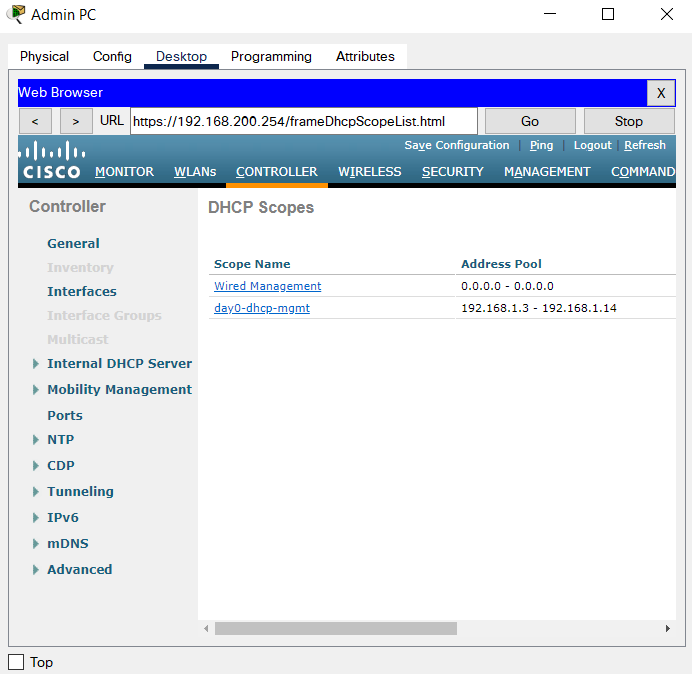 Admin PC
Physical Config Desktop Programming Attributes
Web Browser X
< > URL https://192.168.200.254/frameDhcpScopeList.html Go Stop
Save Configuration Ping Logout Refresh
CISCO MONITOR WLANs CONTROLLER WIRELESS SECURITY MANAGEMENT COMMAND
Controller
General
Inventory
Interfaces
Interface Groups
Multicast
Internal DHCP Server
Mobility Management
Ports
NTP
CDP
Tunneling
IPv6
mDNS
Advanced
DHCP Scopes
Scope Name Address Pool
Wired Management 0.0.0.0 - 0.0.0.0
day0-dhcp-mgmt 192.168.1.3 - 192.168.1.14
Top